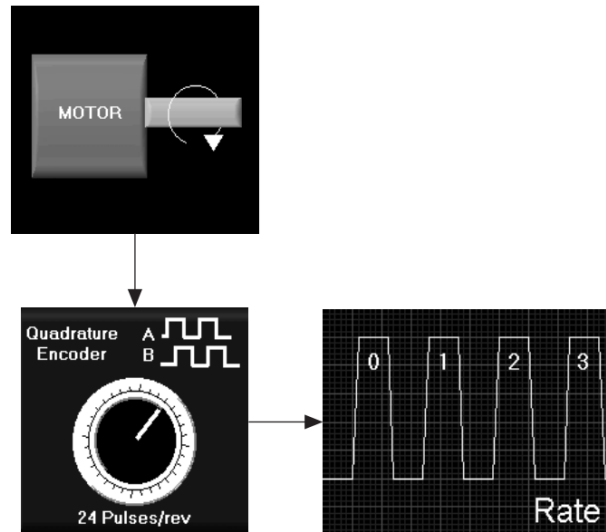 MOTOR
Quadrature A
Encoder B
24 Pulses/rev
0 1 2 3
Rate